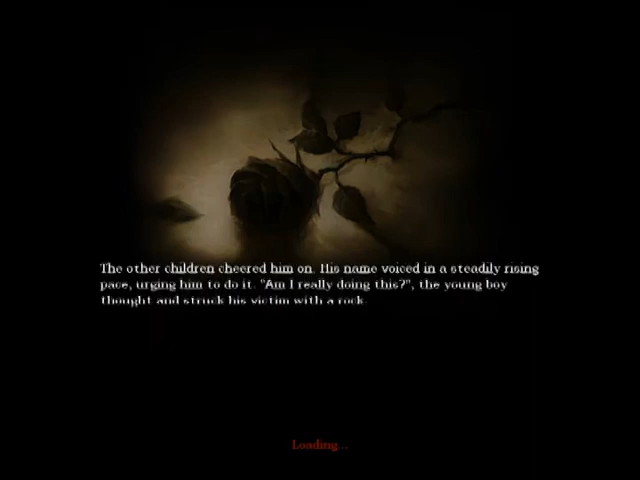 The other children cheered him on. His name voiced in a steadily rising
pace, urging him to do it. "Am I really doing this?", the young boy
thought and struck his victim with a rock.
Loading...